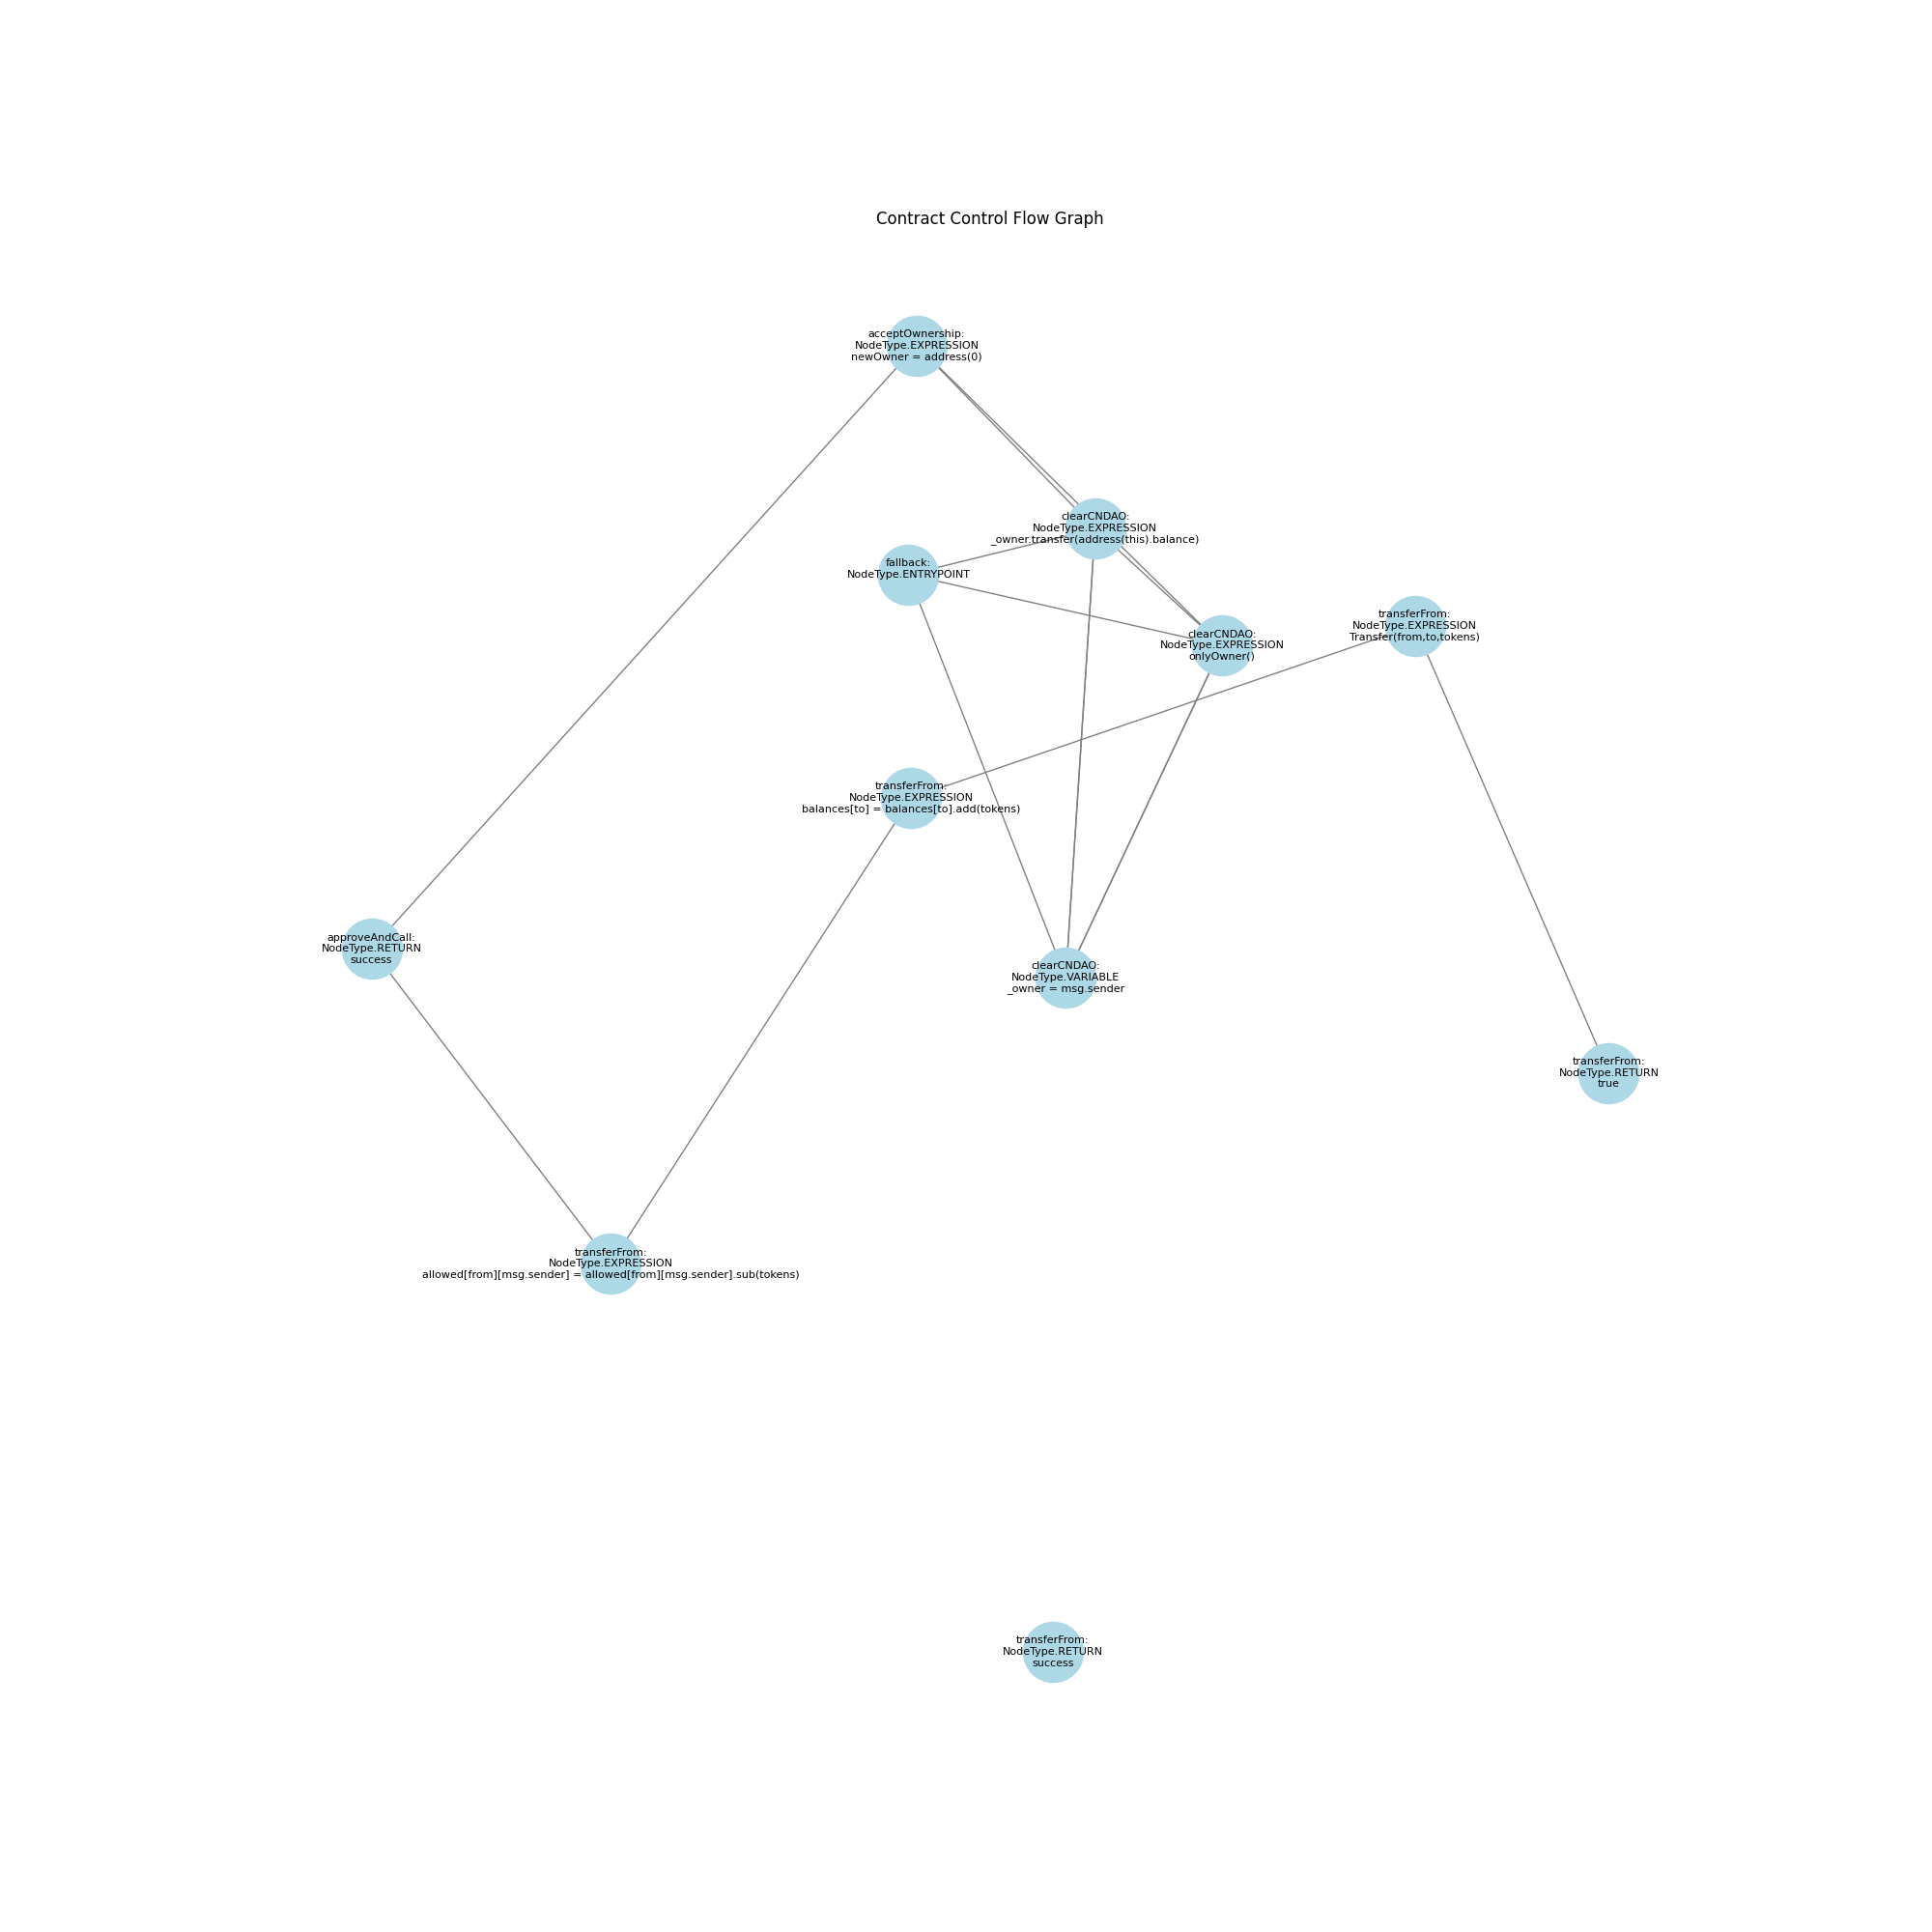 Contract Control Flow Graph
acceptOwnership:
NodeType.EXPRESSION
newOwner = address(0)
clearCNDAO:
NodeType.EXPRESSION
_owner.transfer(address(this).balance)
fallback:
NodeType.ENTRYPOINT
transferFrom:
NodeType.EXPRESSION
Transfer(from,to,tokens)
clearCNDAO:
NodeType.EXPRESSION
onlyOwner()
transferFrom:
NodeType.EXPRESSION
balances[to] = balances[to].add(tokens)
approveAndCall:
NodeType.RETURN
success
clearCNDAO:
NodeType.VARIABLE
_owner = msg.sender
transferFrom:
NodeType.RETURN
true
transferFrom:
NodeType.EXPRESSION
allowed[from][msg.sender] = allowed[from][msg.sender].sub(tokens)
transferFrom:
NodeType.RETURN
success